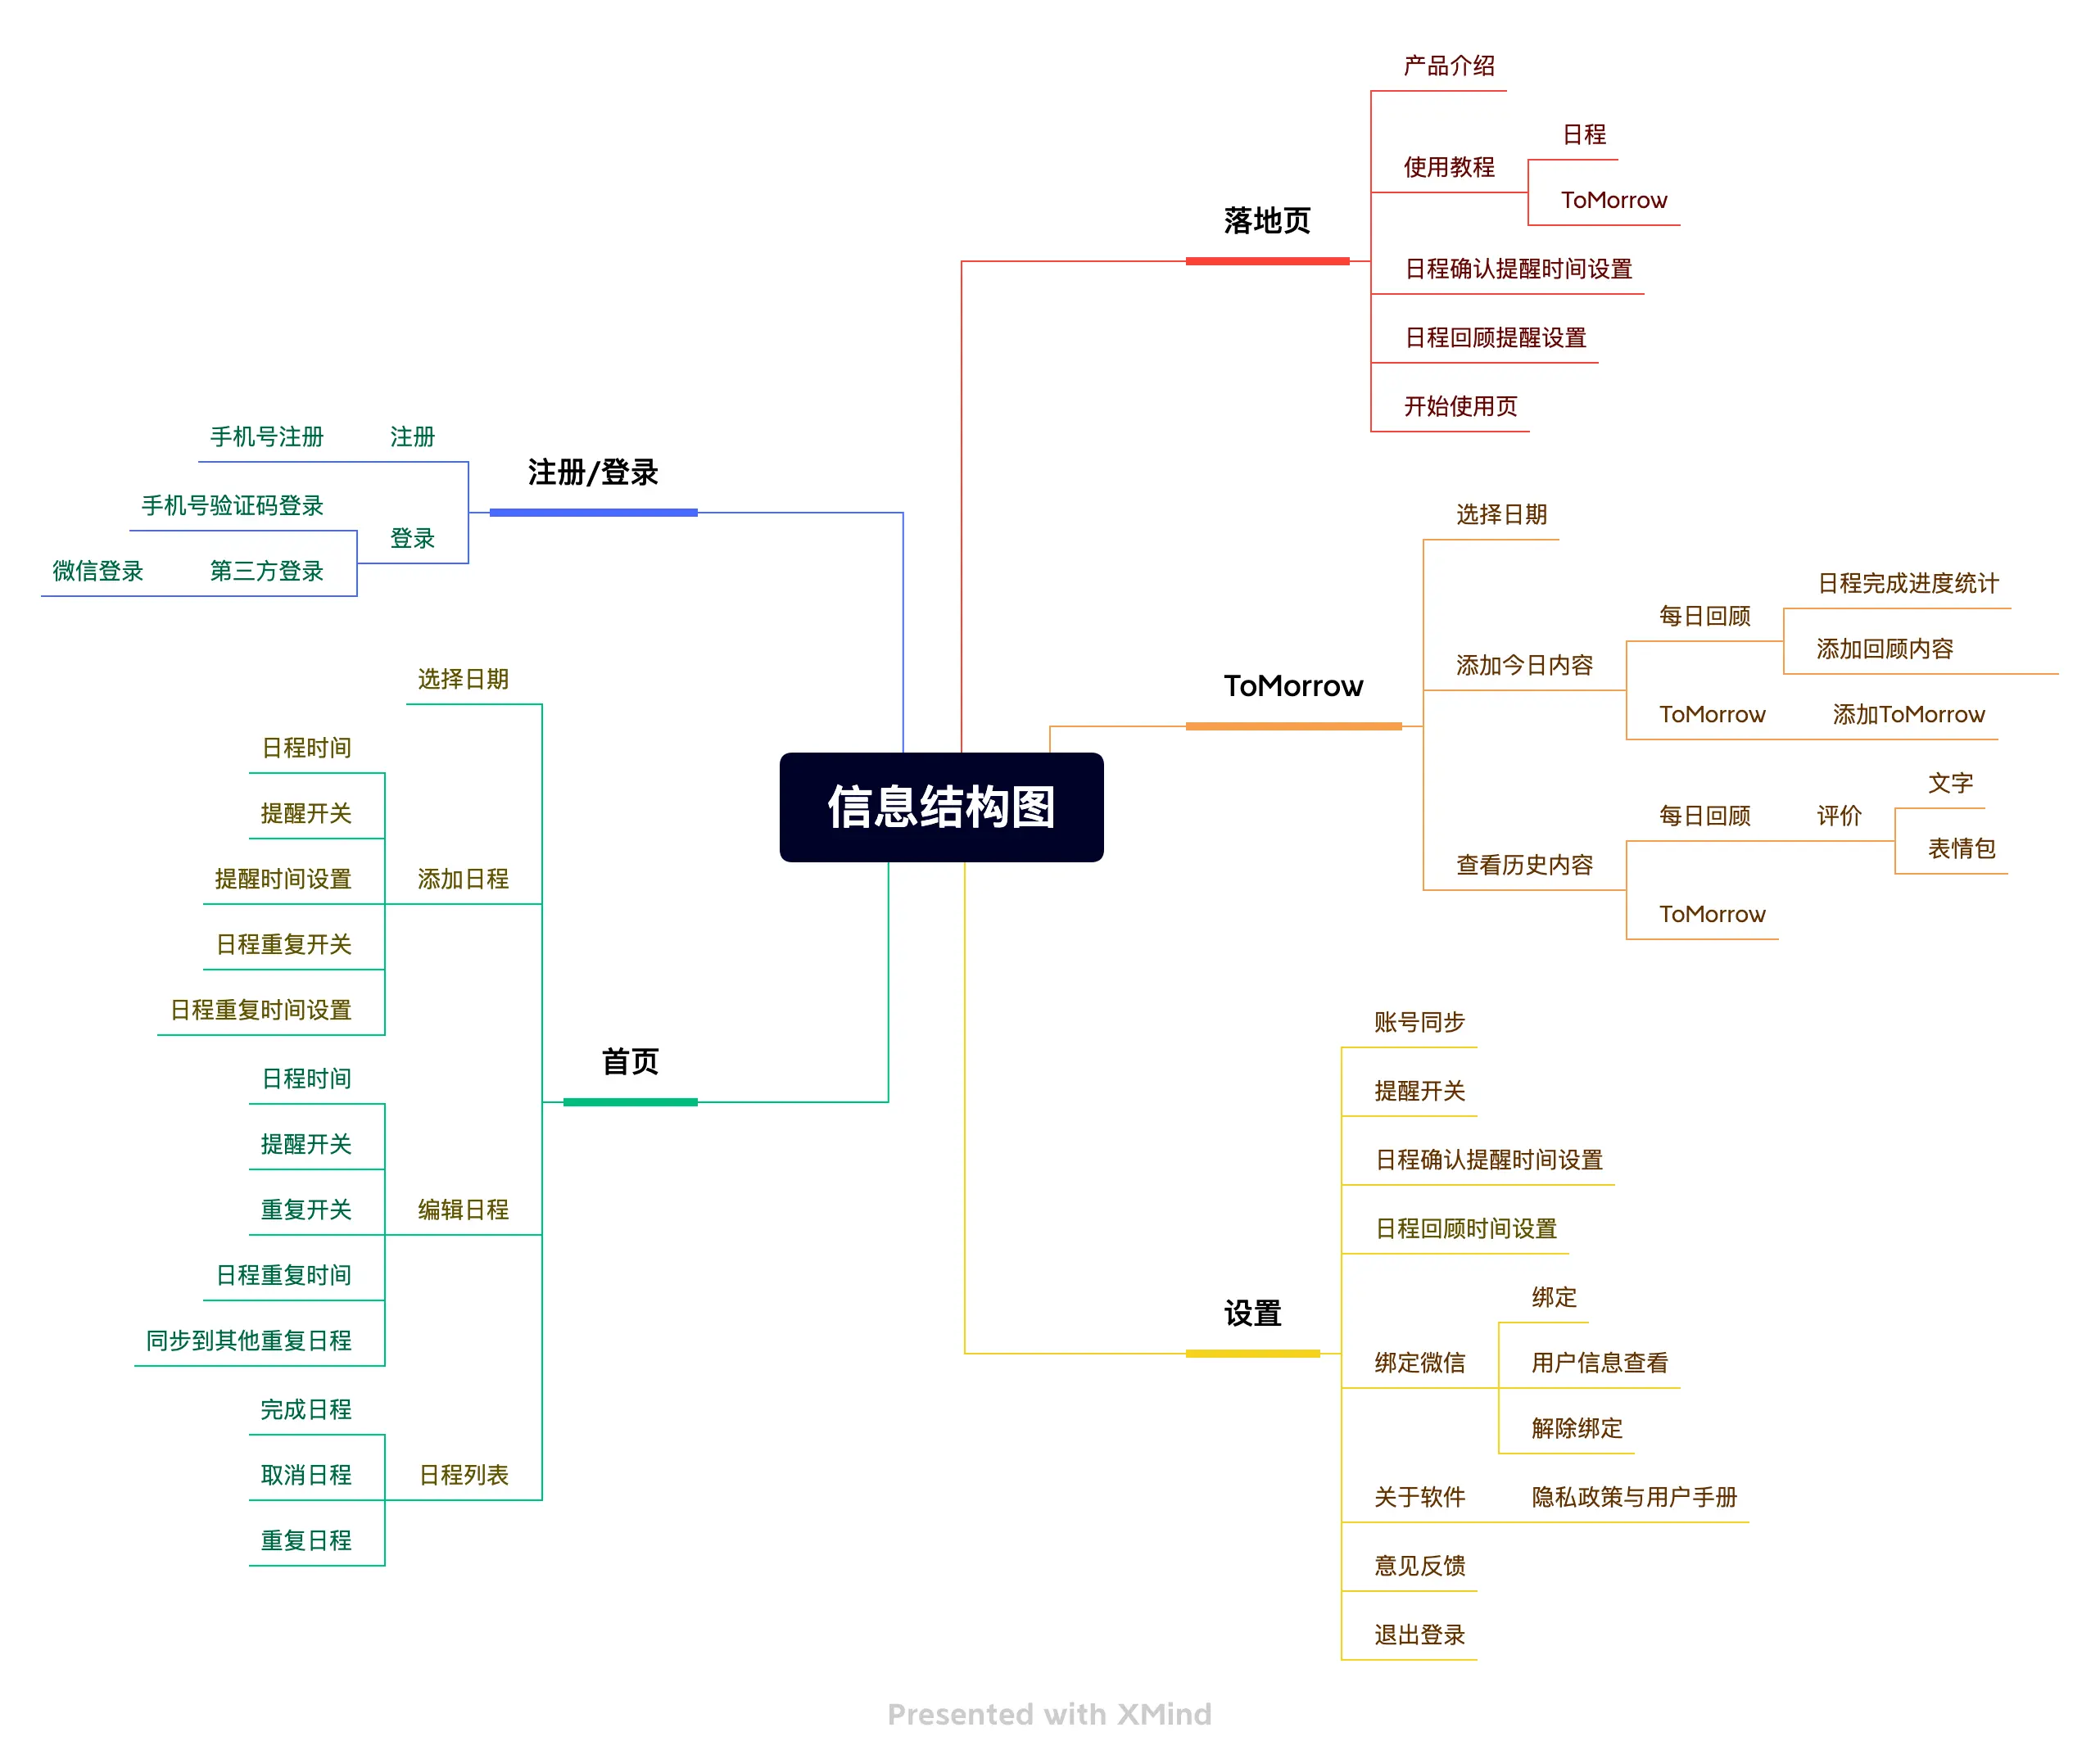 信息结构图
落地页
产品介绍
使用教程
日程
ToMorrow
日程确认提醒时间设置
日程回顾提醒设置
开始使用页
ToMorrow
选择日期
添加今日内容
每日回顾
日程完成进度统计
添加回顾内容
ToMorrow
添加ToMorrow
查看历史内容
每日回顾
评价
文字
表情包
ToMorrow
设置
账号同步
提醒开关
日程确认提醒时间设置
日程回顾时间设置
绑定微信
绑定
用户信息查看
解除绑定
关于软件
隐私政策与用户手册
意见反馈
退出登录
注册/登录
注册
手机号注册
登录
手机号验证码登录
第三方登录
微信登录
首页
选择日期
添加日程
日程时间
提醒开关
提醒时间设置
日程重复开关
日程重复时间设置
编辑日程
日程时间
提醒开关
重复开关
日程重复时间
同步到其他重复日程
日程列表
完成日程
取消日程
重复日程
Presented with XMind